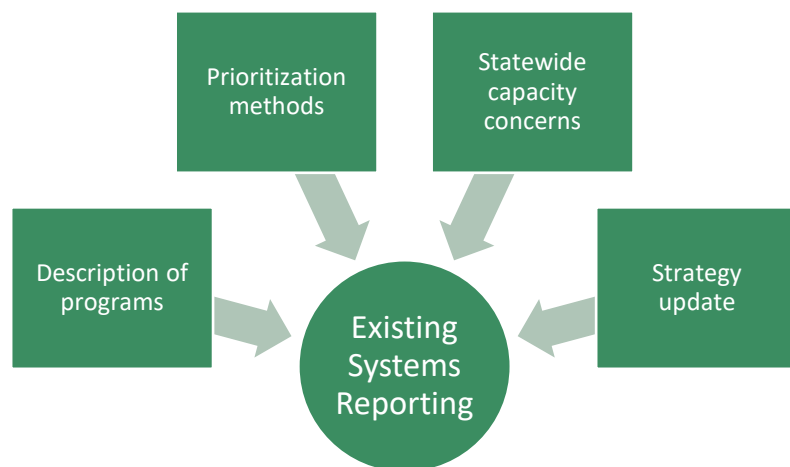 Prioritization
methods
Statewide
capacity
concerns
Description of
programs
Strategy
update
Existing
Systems
Reporting